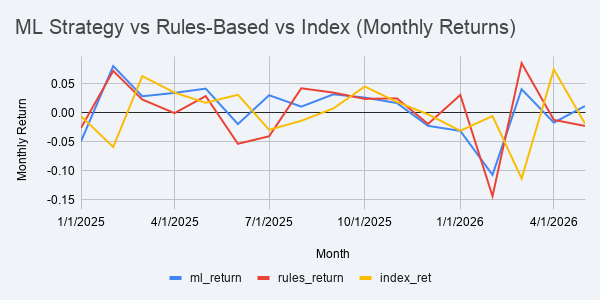 ML Strategy vs Rules-Based vs Index (Monthly Returns)
Monthly Return
0.05
0.00
-0.05
-0.10
-0.15
1/1/2025 4/1/2025 7/1/2025 10/1/2025 1/1/2026 4/1/2026
Month
ml_return rules_return index_ret